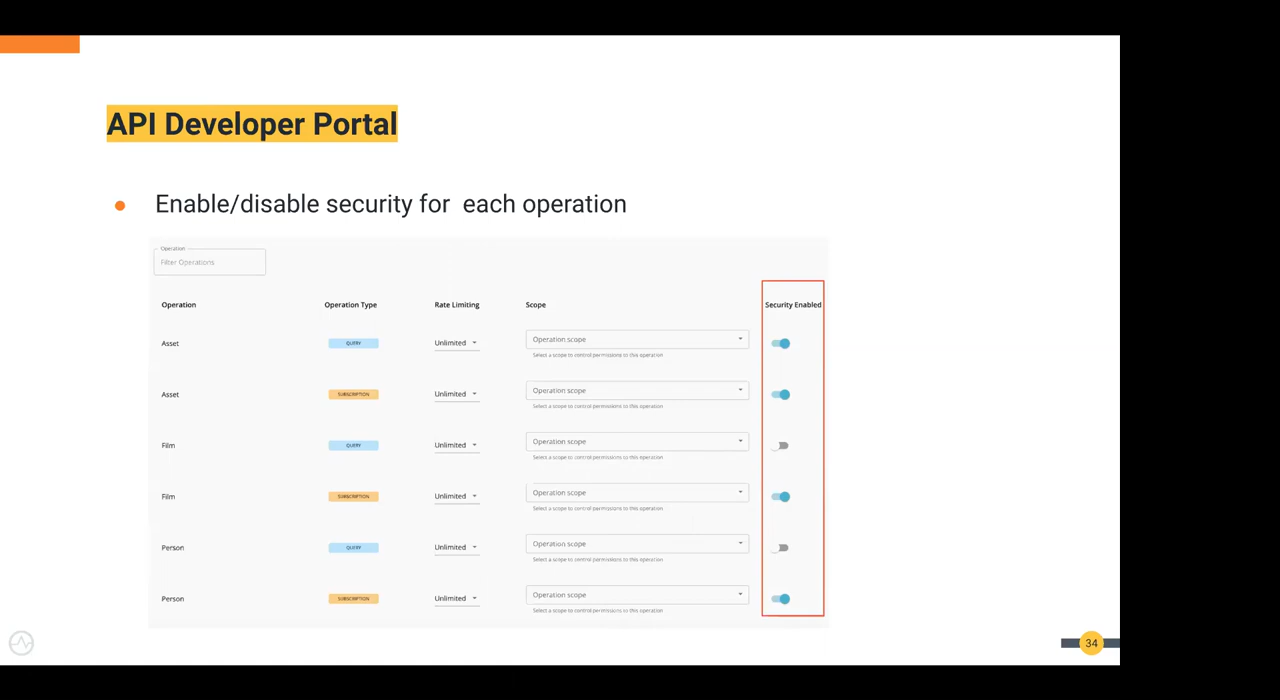 API Developer Portal
Enable/disable security for each operation
Operation
Filter Operations
Operation Operation Type Rate Limiting Scope Security Enabled
Asset QUERY Unlimited Operation scope
Select a scope to control permissions to this operation
Asset SUBSCRIPTION Unlimited Operation scope
Select a scope to control permissions to this operation
Film QUERY Unlimited Operation scope
Select a scope to control permissions to this operation
Film SUBSCRIPTION Unlimited Operation scope
Select a scope to control permissions to this operation
Person QUERY Unlimited Operation scope
Select a scope to control permissions to this operation
Person SUBSCRIPTION Unlimited Operation scope
Select a scope to control permissions to this operation
34